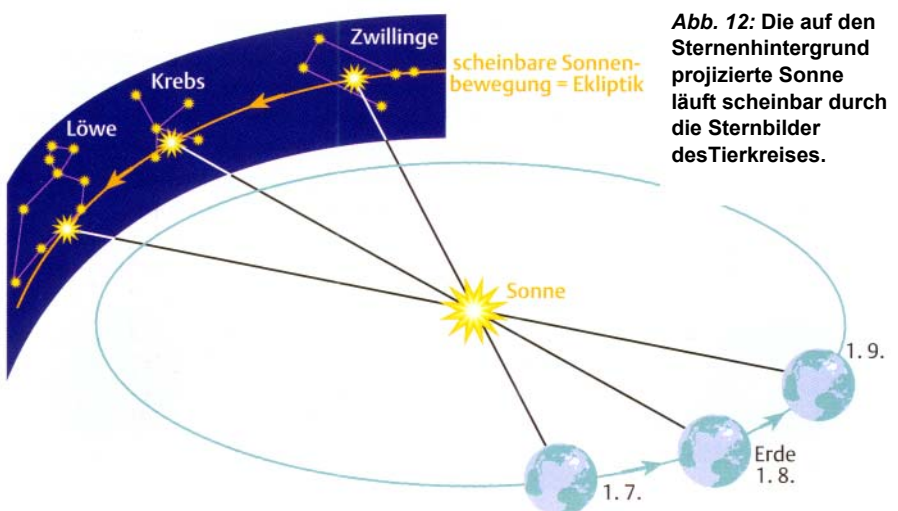 Zwillinge
Krebs
Löwe
scheinbare Sonnen-
bewegung = Ekliptik
Abb. 12: Die auf den
Sternenhintergrund
projizierte Sonne
läuft scheinbar durch
die Sternbilder
desTierkreises.
Sonne
1. 9.
Erde
1. 8.
1. 7.